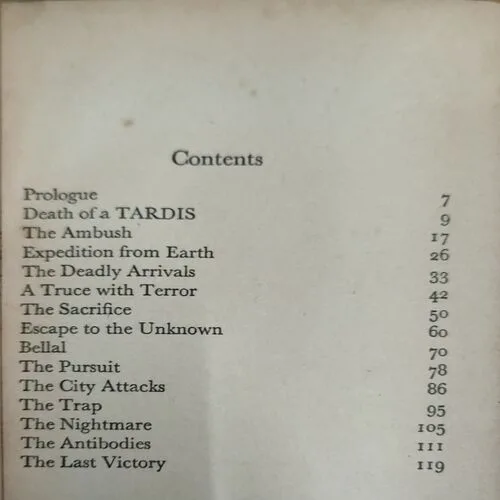 Contents
Prologue 7
Death of a TARDIS 9
The Ambush 17
Expedition from Earth 26
The Deadly Arrivals 33
A Truce with Terror 42
The Sacrifice 50
Escape to the Unknown 60
Bellal 70
The Pursuit 78
The City Attacks 86
The Trap 95
The Nightmare 105
The Antibodies 111
The Last Victory 119